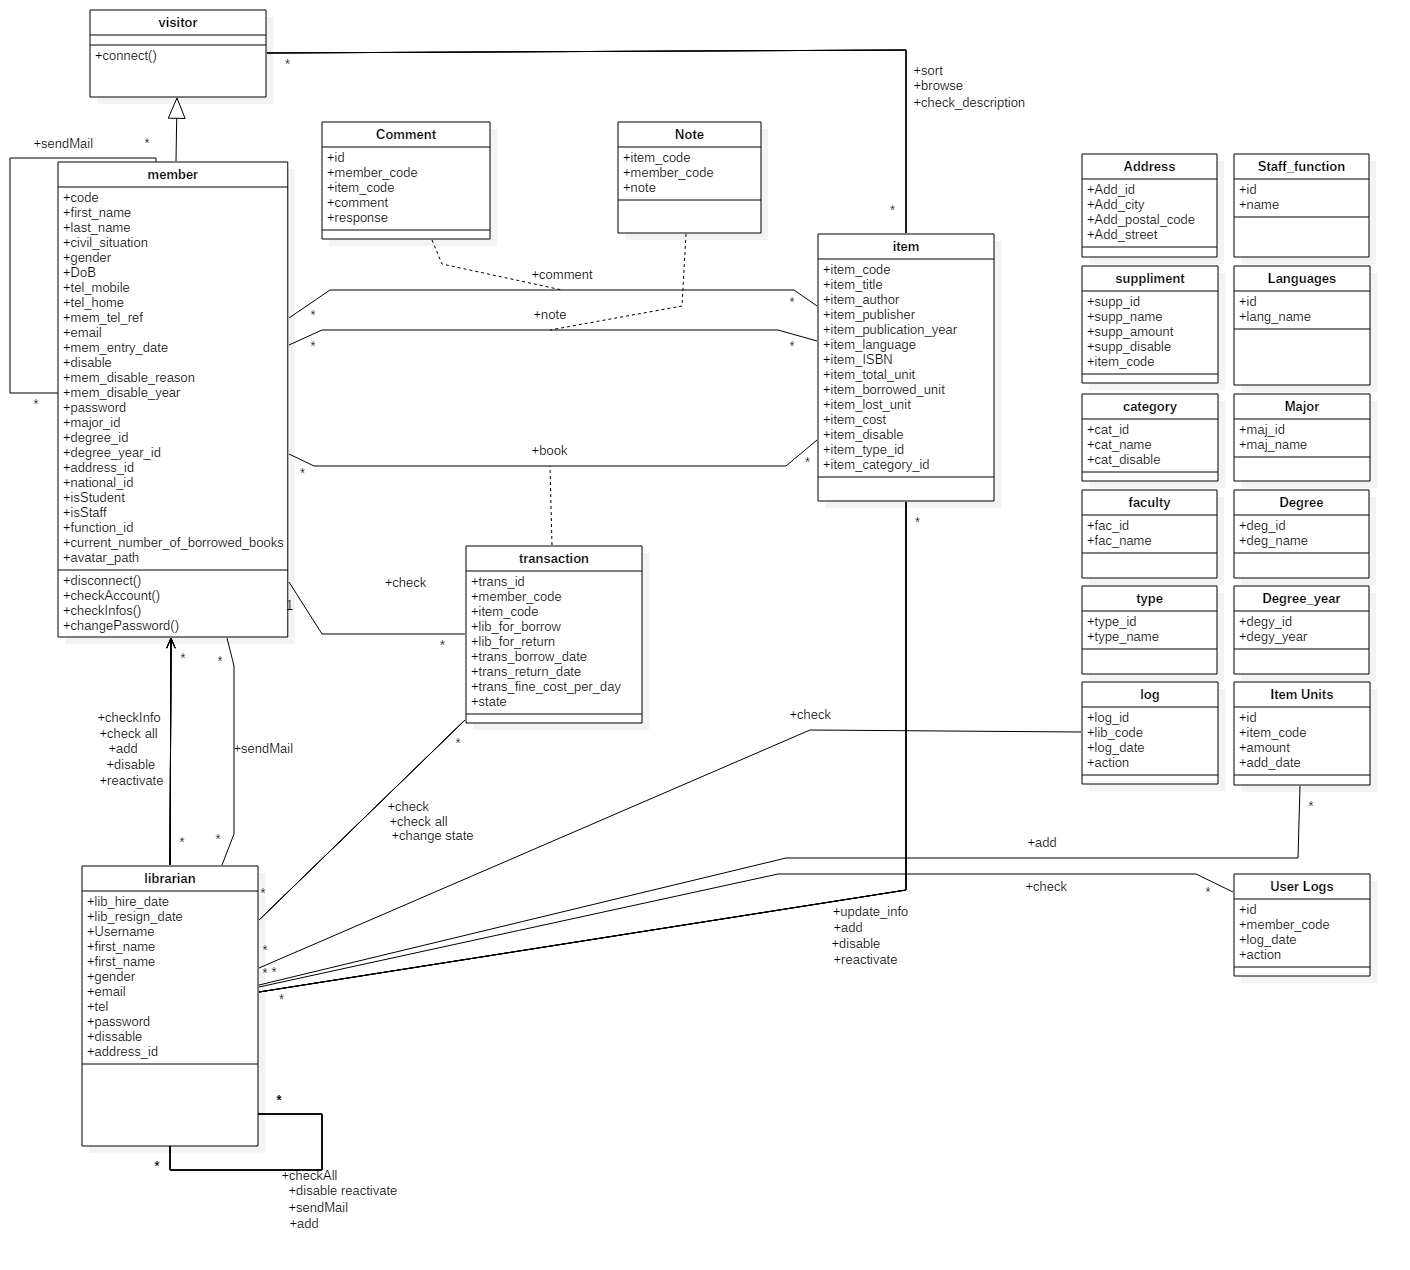 visitor
+connect()
*
+sort
+browse
+check_description
*
+sendMail
*
*
member
+code
+first_name
+last_name
+civil_situation
+gender
+DoB
+tel_mobile
+tel_home
+mem_tel_ref
+email
+mem_entry_date
+disable
+mem_disable_reason
+mem_disable_year
+password
+major_id
+degree_id
+degree_year_id
+address_id
+national_id
+isStudent
+isStaff
+function_id
+current_number_of_borrowed_books
+avatar_path
+disconnect()
+checkAccount()
+checkInfos()
+changePassword()
Comment
+id
+member_code
+item_code
+comment
+response
Note
+item_code
+member_code
+note
+comment
*
*
+note
*
*
+book
*
*
item
+item_code
+item_title
+item_author
+item_publisher
+item_publication_year
+item_language
+item_ISBN
+item_total_unit
+item_borrowed_unit
+item_lost_unit
+item_cost
+item_disable
+item_type_id
+item_category_id
*
Address
+Add_id
+Add_city
+Add_postal_code
+Add_street
Staff_function
+id
+name
suppliment
+supp_id
+supp_name
+supp_amount
+supp_disable
+item_code
Languages
+id
+lang_name
category
+cat_id
+cat_name
+cat_disable
Major
+maj_id
+maj_name
faculty
+fac_id
+fac_name
Degree
+deg_id
+deg_name
type
+type_id
+type_name
Degree_year
+degy_id
+degy_year
log
+log_id
+lib_code
+log_date
+action
Item Units
+id
+item_code
+amount
+add_date
*
+check
1
*
transaction
+trans_id
+member_code
+item_code
+lib_for_borrow
+lib_for_return
+trans_borrow_date
+trans_return_date
+trans_fine_cost_per_day
+state
*
*
*
+checkInfo
+check all
+add
+disable
+reactivate
+sendMail
*
*
+check
+check all
+change state
+check
+add
+check
*
User Logs
+id
+member_code
+log_date
+action
+update_info
+add
+disable
+reactivate
librarian
+lib_hire_date
+lib_resign_date
+Username
+first_name
+first_name
+gender
+email
+tel
+password
+dissable
+address_id
*
*
* *
*
*
*
+checkAll
+disable reactivate
+sendMail
+add